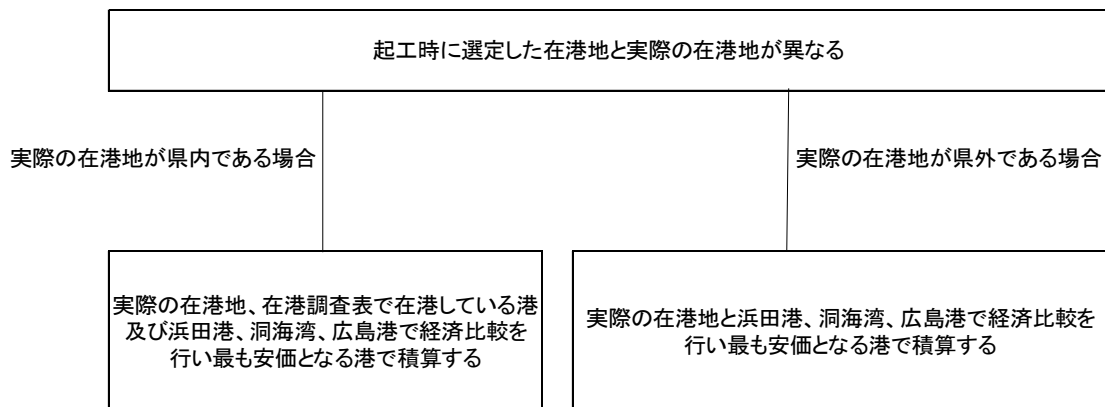 起工時に選定した在港地と実際の在港地が異なる
実際の在港地が県内である場合
実際の在港地が県外である場合
実際の在港地、在港調査表で在港している港
及び浜田港、洞海湾、広島港で経済比較を
行い最も安価となる港で積算する
実際の在港地と浜田港、洞海湾、広島港で経済比較を
行い最も安価となる港で積算する